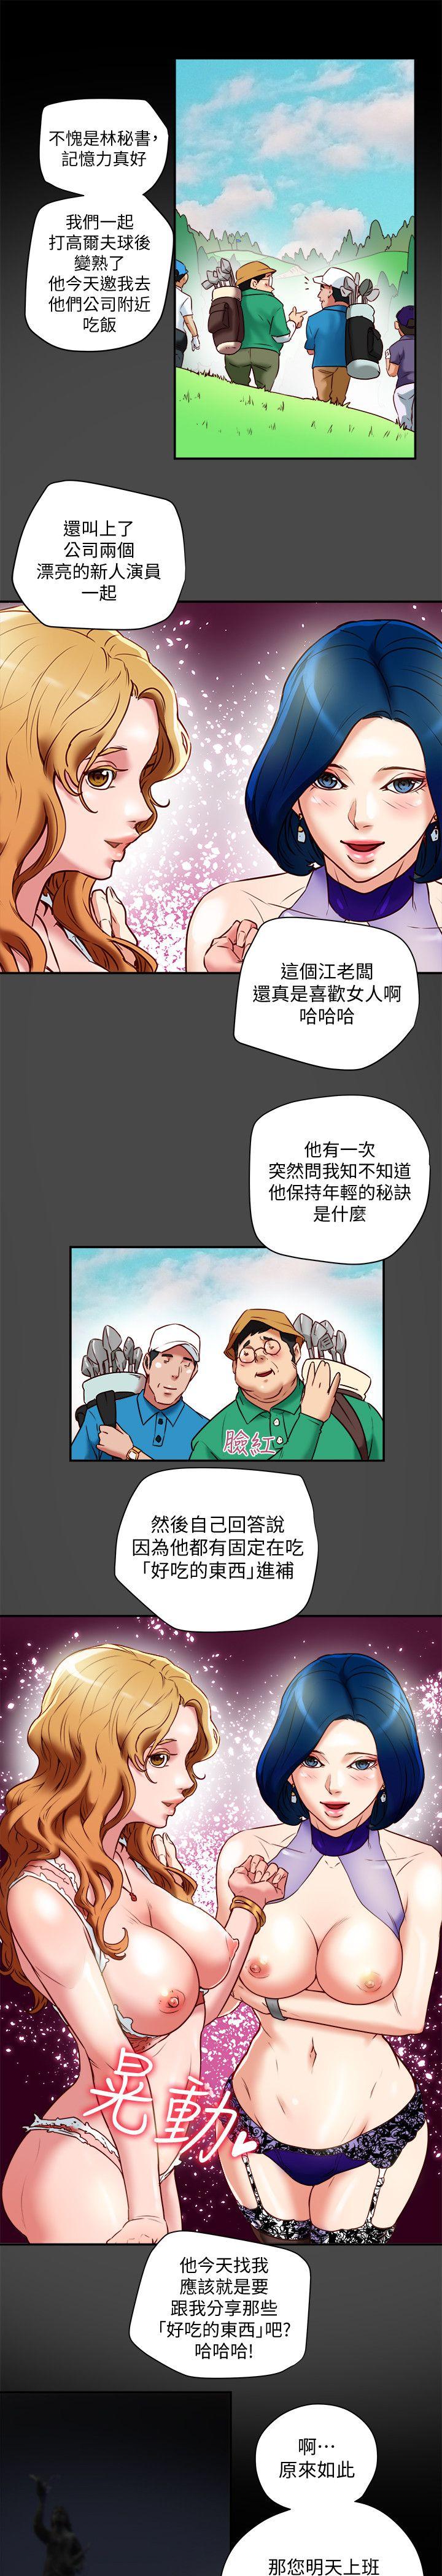 不愧是林秘書，
記憶力真好
我們一起
打高爾夫球後
變熟了
他今天邀我去
他們公司附近
吃飯
還叫上了
公司兩個
漂亮的新人演員
一起
這個江老闆
還真是喜歡女人啊
哈哈哈
他有一次
突然問我知不知道
他保持年輕的秘訣
是什麼
臉紅
然後自己回答說
因為他都有固定在吃
「好吃的東西」進補
晃動♥
他今天找我
應該就是要
跟我分享那些
「好吃的東西」吧?
哈哈哈!
啊⋯
原來如此
那您明天上班